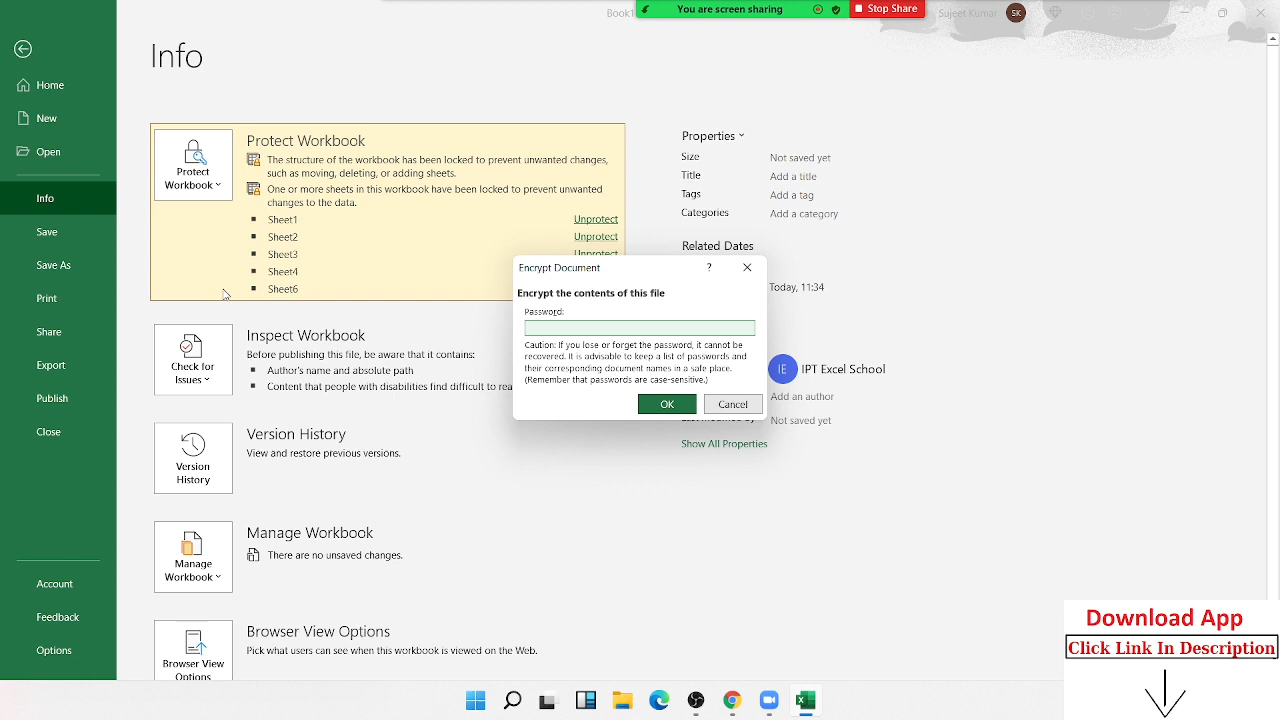 Book1
You are screen sharing
Stop Share
Sujeet Kumar
SK
Info
Home
New
Open
Info
Save
Save As
Print
Share
Export
Publish
Close
Account
Feedback
Options
Protect
Workbook
Protect Workbook
The structure of the workbook has been locked to prevent unwanted changes,
such as moving, deleting, or adding sheets.
One or more sheets in this workbook have been locked to prevent unwanted
changes to the data.
Sheet1 Unprotect
Sheet2 Unprotect
Sheet3 Unprotect
Sheet4
Sheet6
Check for
Issues
Inspect Workbook
Before publishing this file, be aware that it contains:
Author's name and absolute path
Content that people with disabilities find difficult to rea
Version
History
Version History
View and restore previous versions.
Manage
Workbook
Manage Workbook
There are no unsaved changes.
Browser View
Options
Browser View Options
Pick what users can see when this workbook is viewed on the Web.
Properties
Size Not saved yet
Title Add a title
Tags Add a tag
Categories Add a category
Related Dates
Today, 11:34
IE IPT Excel School
Add an author
Last Modified By Not saved yet
Show All Properties
Encrypt Document
?
Encrypt the contents of this file
Password:
Caution: If you lose or forget the password, it cannot be
recovered. It is advisable to keep a list of passwords and
their corresponding document names in a safe place.
(Remember that passwords are case-sensitive.)
OK Cancel
Download App
Click Link In Description